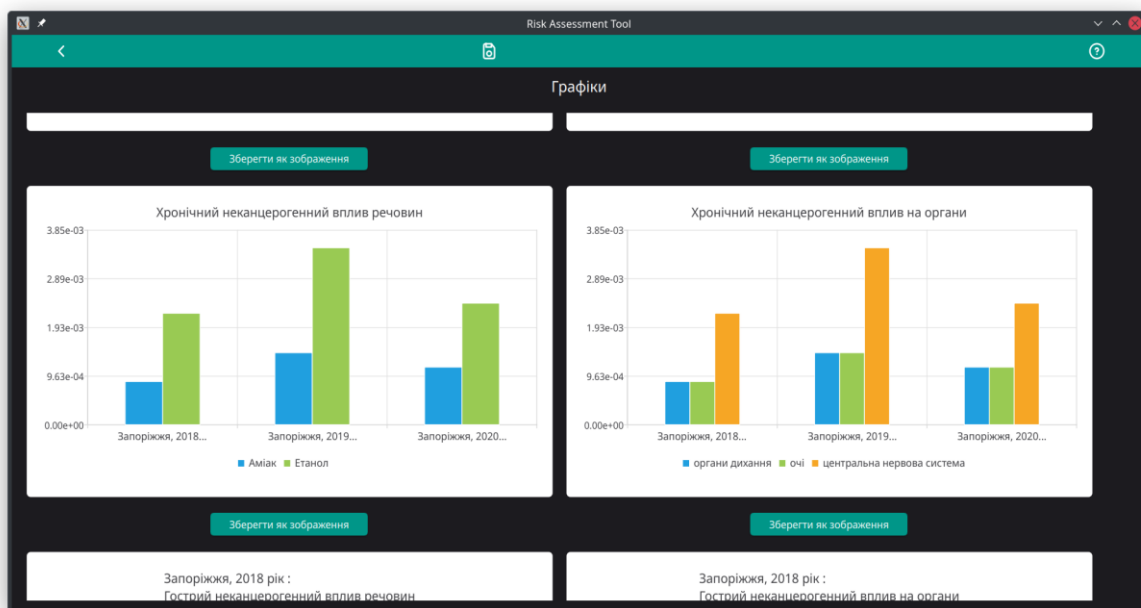 Risk Assessment Tool
Графіки
Зберегти як зображення
Зберегти як зображення
Хронічний неканцерогенний вплив речовин
3.85e-03
2.89e-03
1.93e-03
9.63e-04
0.00e+00
Запоріжжя, 2018...
Запоріжжя, 2019...
Запоріжжя, 2020...
Аміак
Етанол
Хронічний неканцерогенний вплив на органи
3.85e-03
2.89e-03
1.93e-03
9.63e-04
0.00e+00
Запоріжжя, 2018...
Запоріжжя, 2019...
Запоріжжя, 2020...
органи дихання
очі
центральна нервова система
Зберегти як зображення
Зберегти як зображення
Запоріжжя, 2018 рік :
Гострий неканцерогенний вплив речовин
Запоріжжя, 2018 рік :
Гострий неканцерогенний вплив на органи